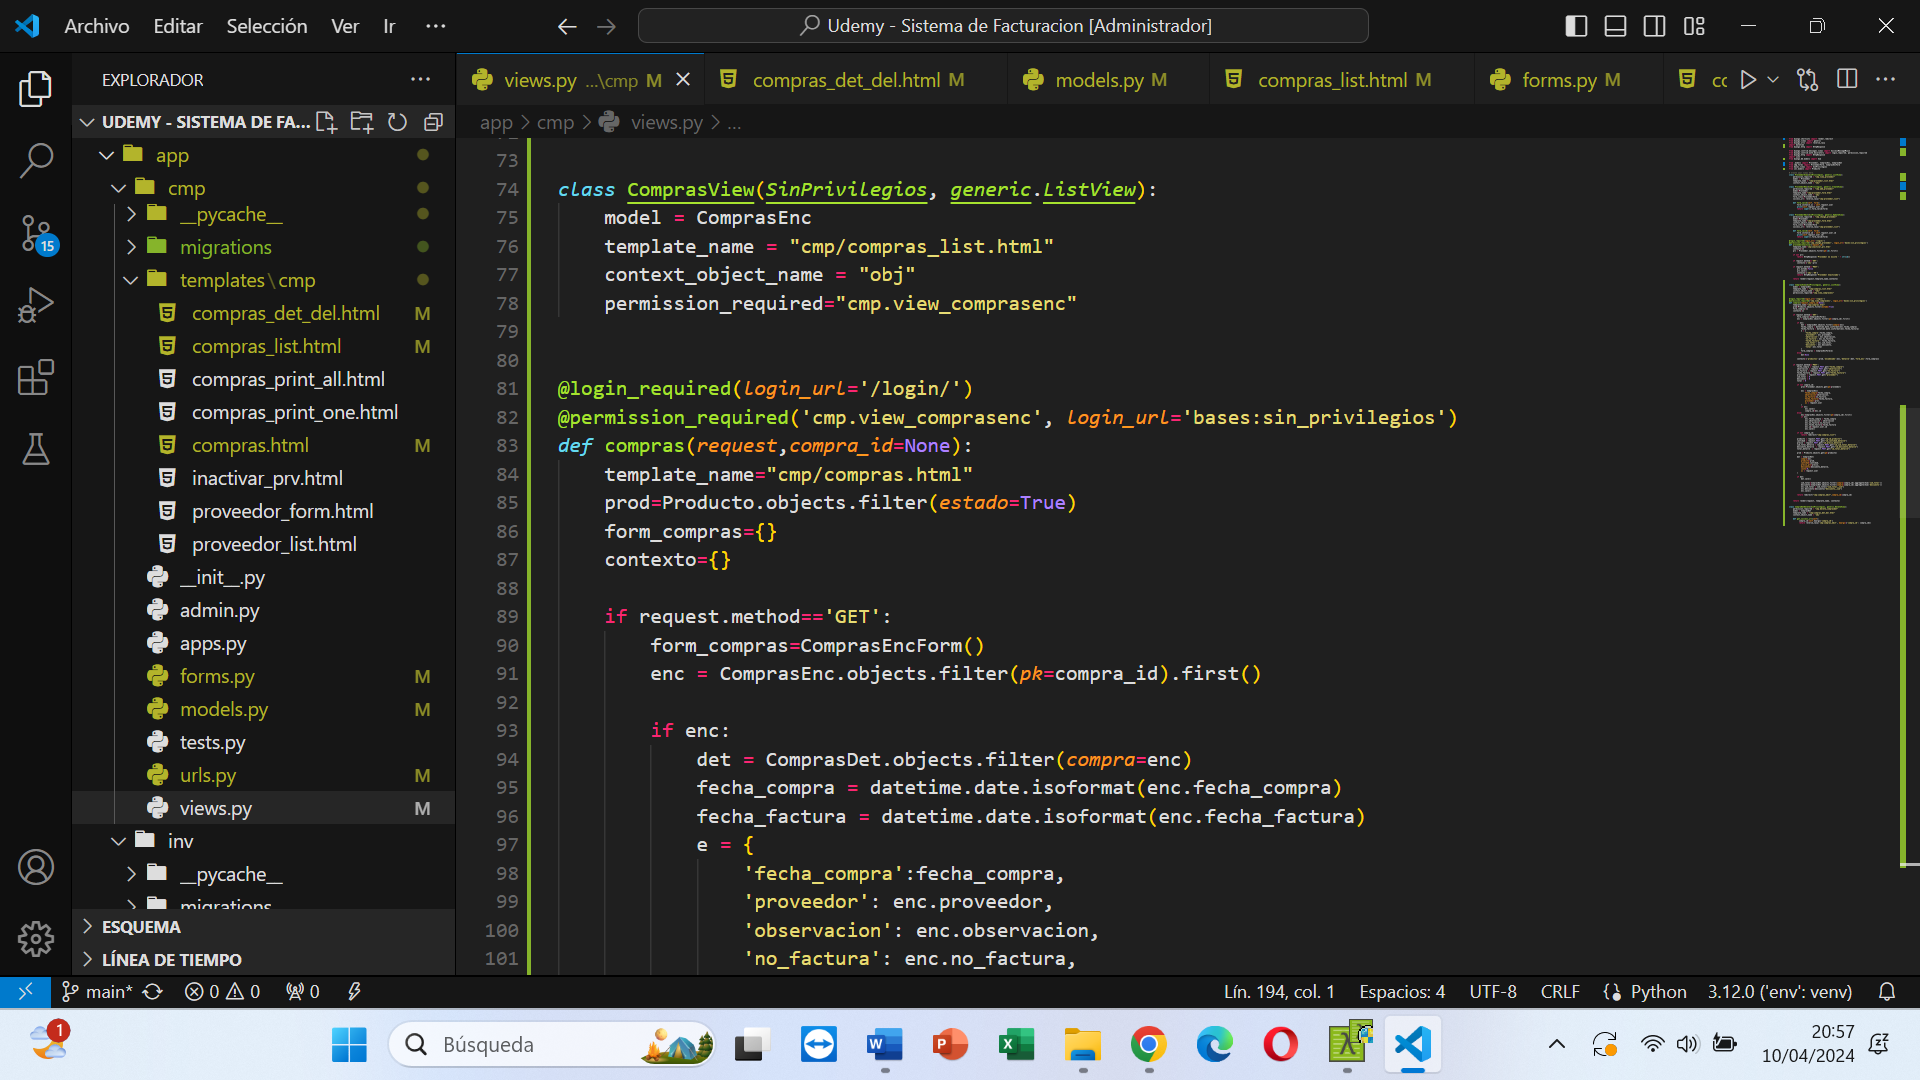 Archivo Editar Selección Ver Ir ···
Udemy - Sistema de Facturacion [Administrador]
EXPLORADOR
UDEMY - SISTEMA DE FA...
app
cmp
__pycache__
migrations
templates\cmp
compras_det_del.html M
compras_list.html M
compras_print_all.html
compras_print_one.html
compras.html M
inactivar_prv.html
proveedor_form.html
proveedor_list.html
__init__.py
admin.py
apps.py
forms.py M
models.py M
tests.py
urls.py M
views.py M
inv
__pycache__
migrations
ESQUEMA
LÍNEA DE TIEMPO
15
views.py ...\cmp M
compras_det_del.html M
models.py M
compras_list.html M
forms.py M
app > cmp > views.py > ...
73
74 class ComprasView(SinPrivilegios, generic.ListView):
75 model = ComprasEnc
76 template_name = "cmp/compras_list.html"
77 context_object_name = "obj"
78 permission_required="cmp.view_comprasenc"
79
80
81 @login_required(login_url='/login/')
82 @permission_required('cmp.view_comprasenc', login_url='bases:sin_privilegios')
83 def compras(request,compra_id=None):
84 template_name="cmp/compras.html"
85 prod=Producto.objects.filter(estado=True)
86 form_compras={}
87 contexto={}
88
89 if request.method=='GET':
90 form_compras=ComprasEncForm()
91 enc = ComprasEnc.objects.filter(pk=compra_id).first()
92
93 if enc:
94 det = ComprasDet.objects.filter(compra=enc)
95 fecha_compra = datetime.date.isoformat(enc.fecha_compra)
96 fecha_factura = datetime.date.isoformat(enc.fecha_factura)
97 e = {
98 'fecha_compra':fecha_compra,
99 'proveedor': enc.proveedor,
100 'observacion': enc.observacion,
101 'no_factura': enc.no_factura,
main* 0 0 0
Lín. 194, col. 1 Espacios: 4 UTF-8 CRLF {} Python 3.12.0 ('env': venv)
1
Búsqueda
20:57
10/04/2024